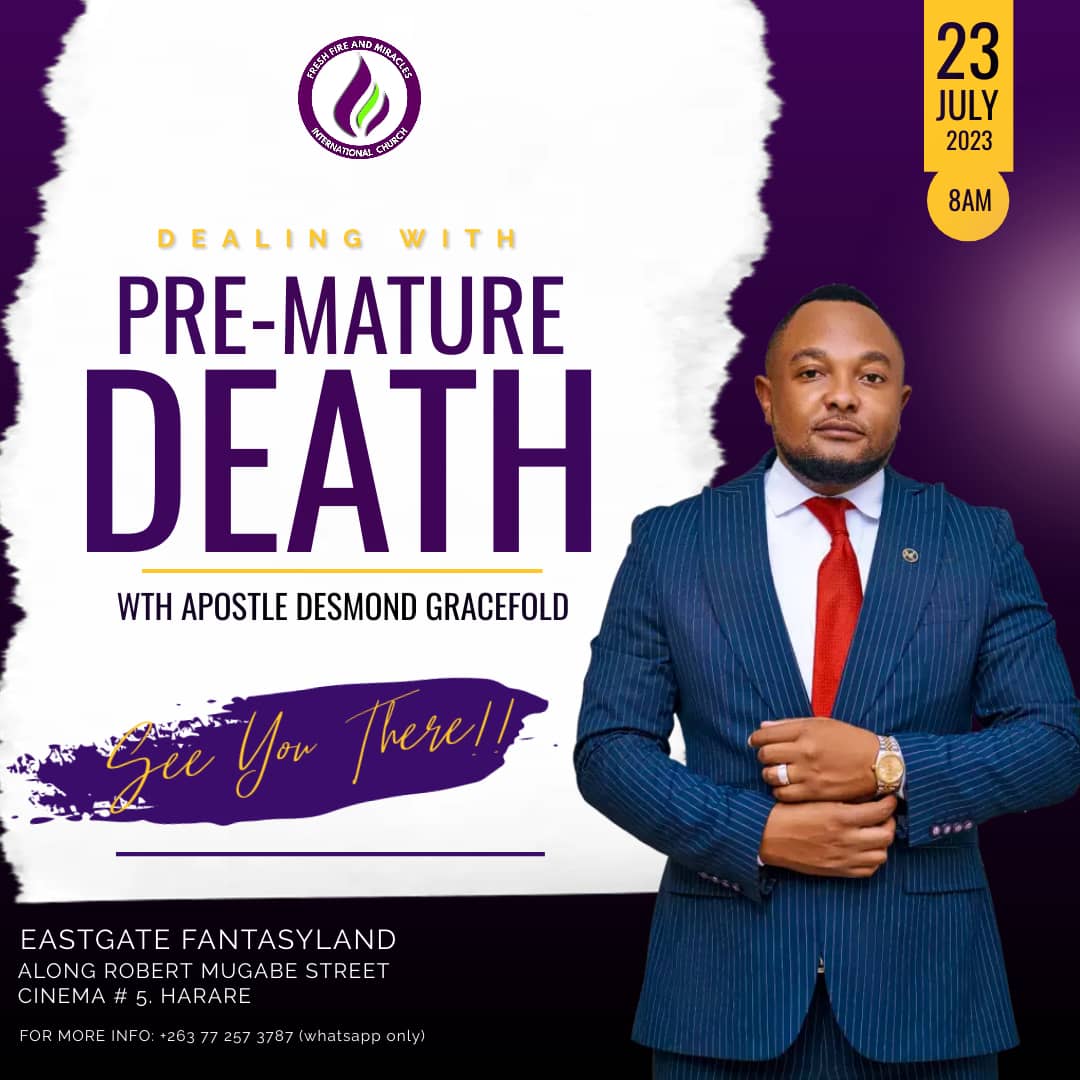 FRESH FIRE AND MIRACLES
INTERNATIONAL CHURCH
23
JULY
2023
8AM
DEALING WITH
PRE-MATURE
DEATH
WTH APOSTLE DESMOND GRACEFOLD
See You There!!
EASTGATE FANTASYLAND
ALONG ROBERT MUGABE STREET
CINEMA # 5, HARARE
FOR MORE INFO: +263 77 257 3787 (whatsapp only)